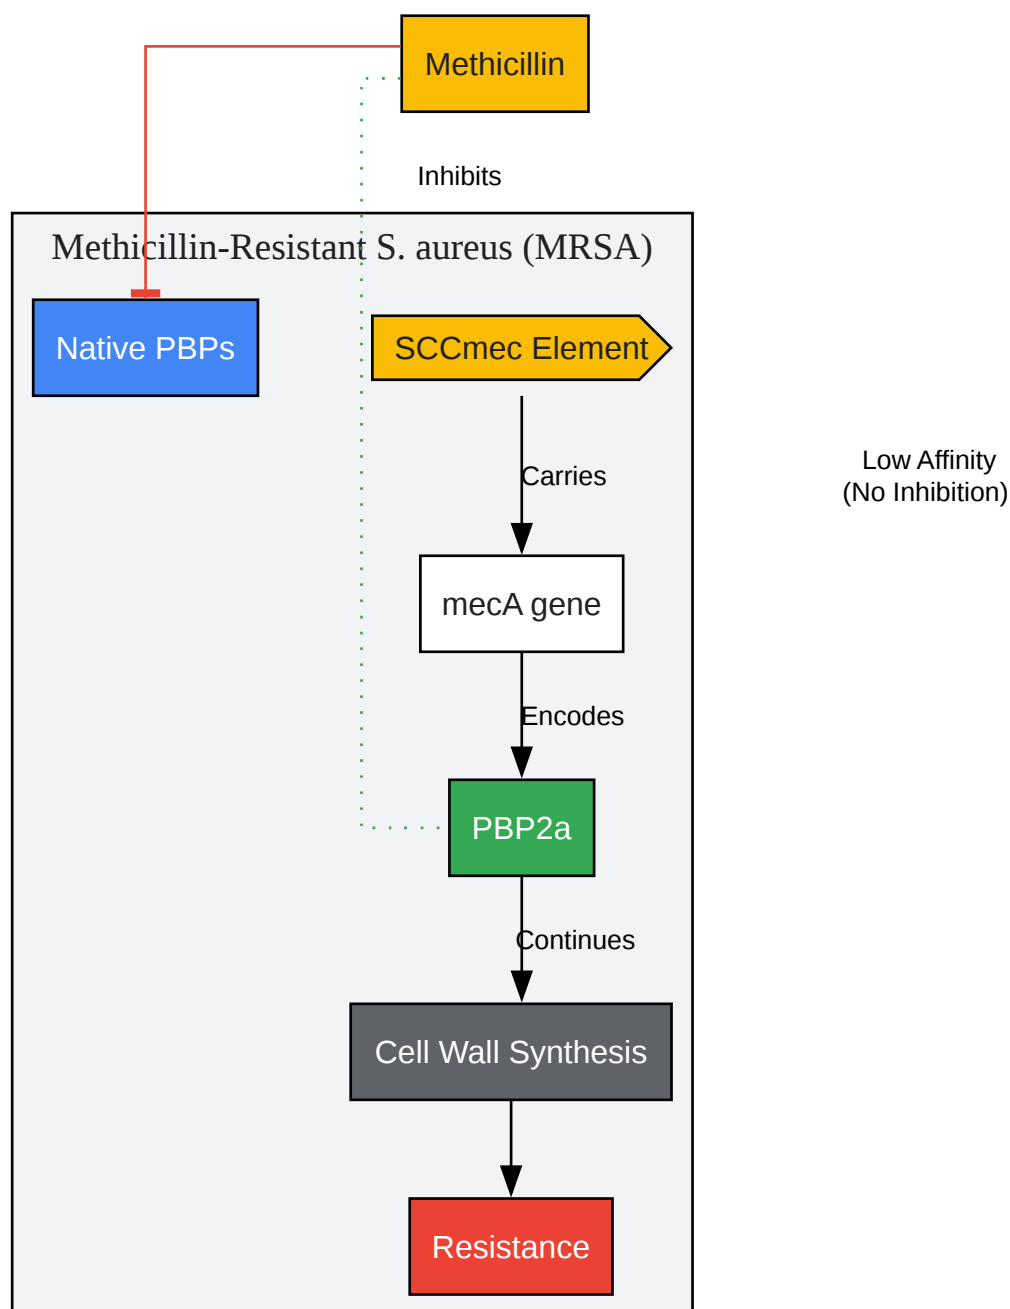 Methicillin
Inhibits
Methicillin-Resistant S. aureus (MRSA)
Native PBPs
SCCmec Element
Carries
Low Affinity
(No Inhibition)
mecA gene
Encodes
PBP2a
Continues
Cell Wall Synthesis
Resistance